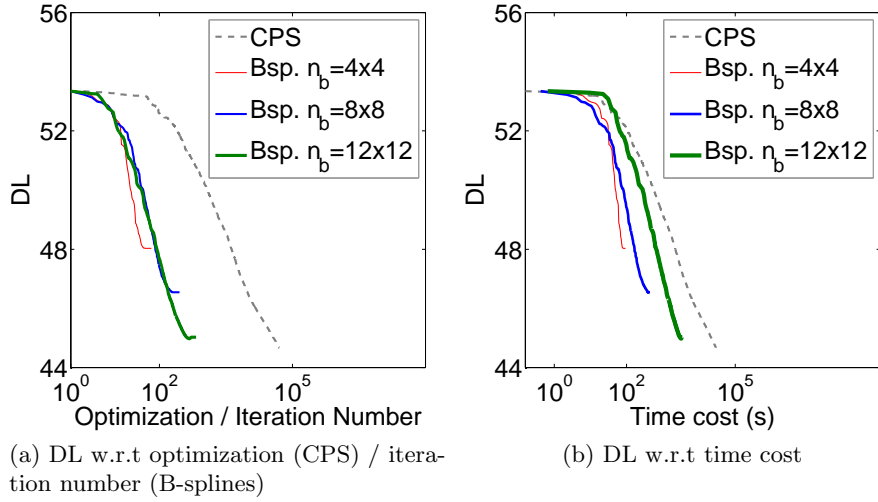 56
52
48
44
DL
CPS
Bsp. n_b=4x4
Bsp. n_b=8x8
Bsp. n_b=12x12
10^0
10^2
10^5
Optimization / Iteration Number
(a) DL w.r.t optimization (CPS) / itera-
tion number (B-splines)
56
52
48
44
DL
CPS
Bsp. n_b=4x4
Bsp. n_b=8x8
Bsp. n_b=12x12
10^0
10^2
10^5
Time cost (s)
(b) DL w.r.t time cost